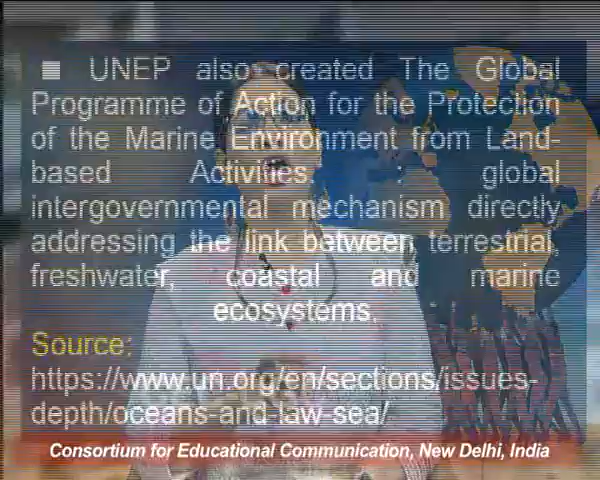 ■ UNEP also created The Global
Programme of Action for the Protection
of the Marine Environment from Land-
based Activities : global
intergovernmental mechanism directly
addressing the link between terrestrial,
freshwater, coastal and marine
ecosystems.
Source:
https://www.un.org/en/sections/issues-
depth/oceans-and-law-sea/
Consortium for Educational Communication, New Delhi, India